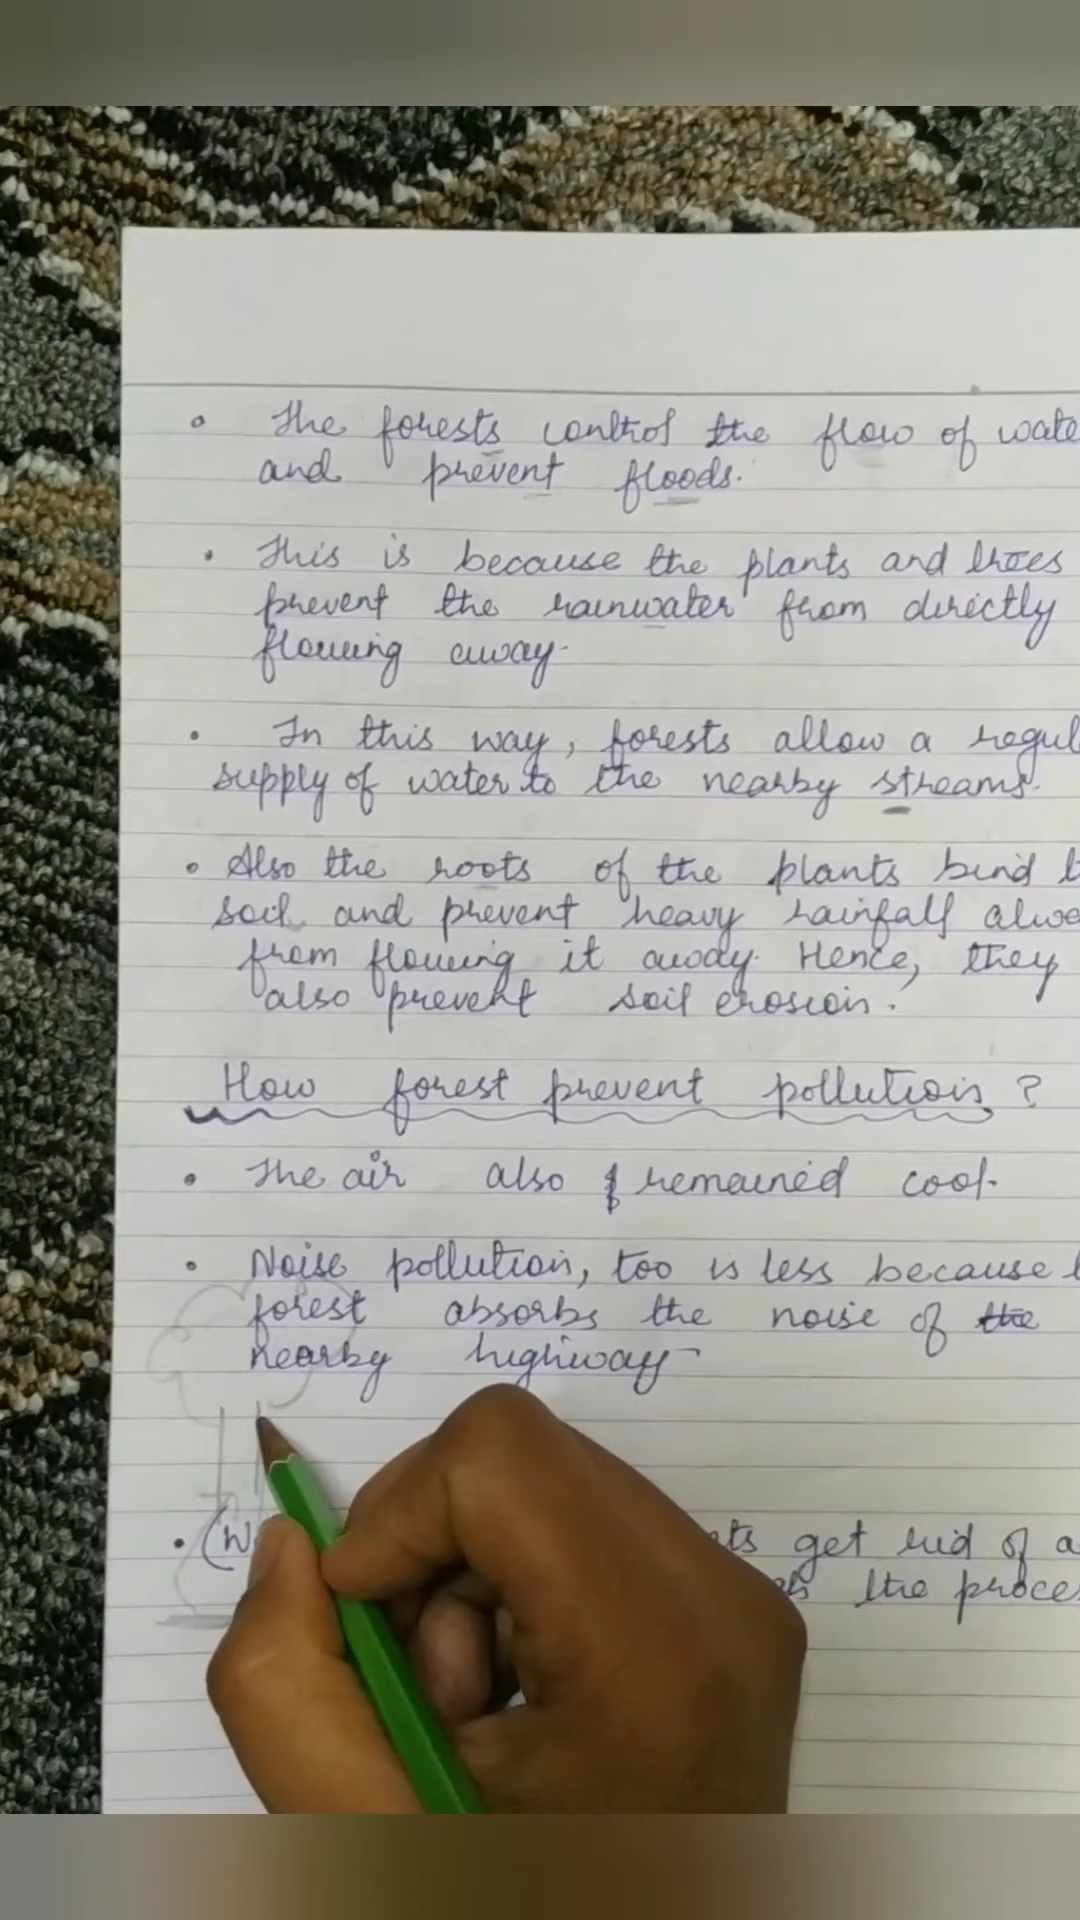 The forests control the flow of wate
and prevent floods.
This is because the plants and trees
prevent the rainwater from directly
flowing away.
In this way, forests allow a regul
supply of water to the nearby streams.
Also the roots of the plants bind t
soil and prevent heavy rainfall alwa
from flowing it away. Hence, they
also prevent soil erosion.
How forest prevent pollution?
The air also remained cool.
Noise pollution, too is less because t
forest absorbs the noise of the
nearby highway
(W ts get rid of a
the proces